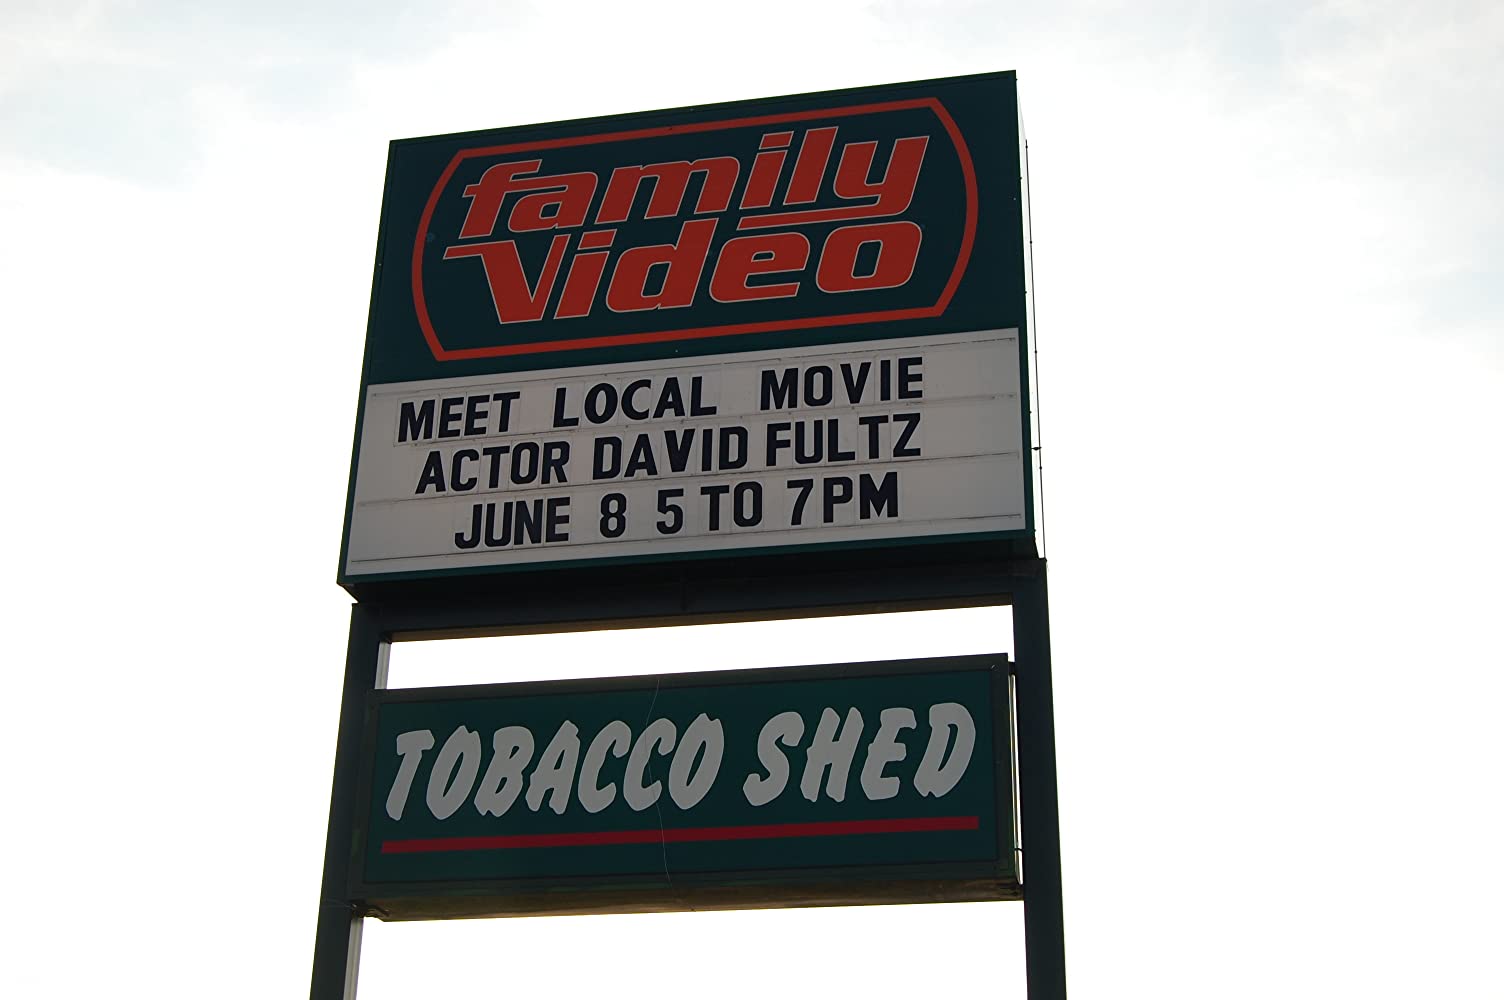 family
Video
MEET LOCAL MOVIE
ACTOR DAVID FULTZ
JUNE 8 5 TO 7PM
TOBACCO SHED